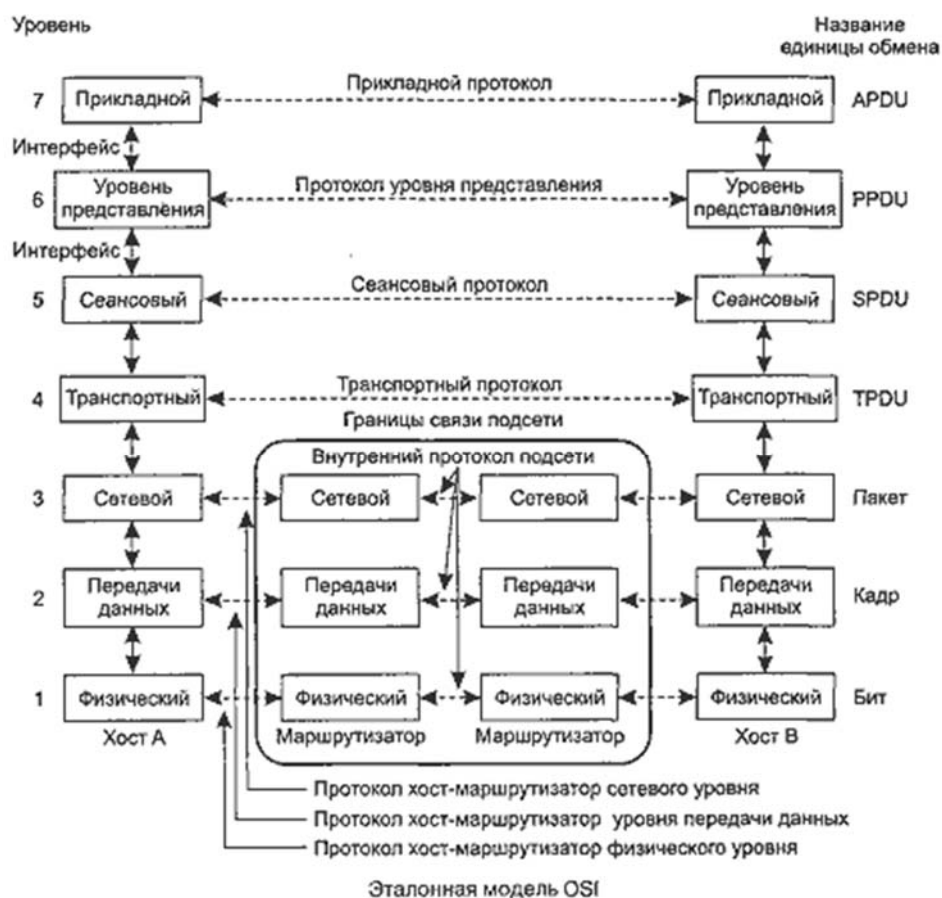 Уровень
Название
единицы обмена
7
Прикладной
Прикладной протокол
Прикладной
APDU
Интерфейс
6
Уровень
представления
Протокол уровня представления
Уровень
представления
PPDU
Интерфейс
5
Сеансовый
Сеансовый протокол
Сеансовый
SPDU
4
Транспортный
Транспортный протокол
Транспортный
TPDU
Границы связи подсети
Внутренний протокол подсети
3
Сетевой
Сетевой
Сетевой
Сетевой
Пакет
2
Передачи
данных
Передачи
данных
Передачи
данных
Передачи
данных
Кадр
1
Физический
Физический
Физический
Физический
Бит
Хост А
Маршрутизатор
Маршрутизатор
Хост В
Протокол хост-маршрутизатор сетевого уровня
Протокол хост-маршрутизатор уровня передачи данных
Протокол хост-маршрутизатор физического уровня
Эталонная модель OSI